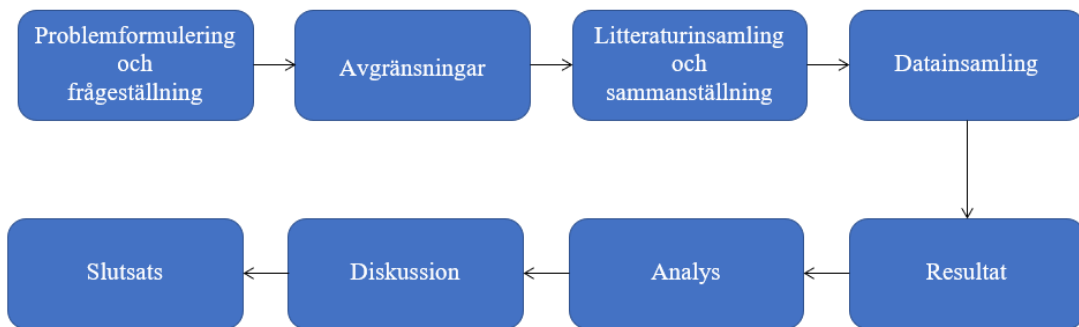 Problemformulering
och
frågeställning
Avgränsningar
Litteraturinsamling
och
sammanställning
Datainsamling
Resultat
Analys
Diskussion
Slutsats